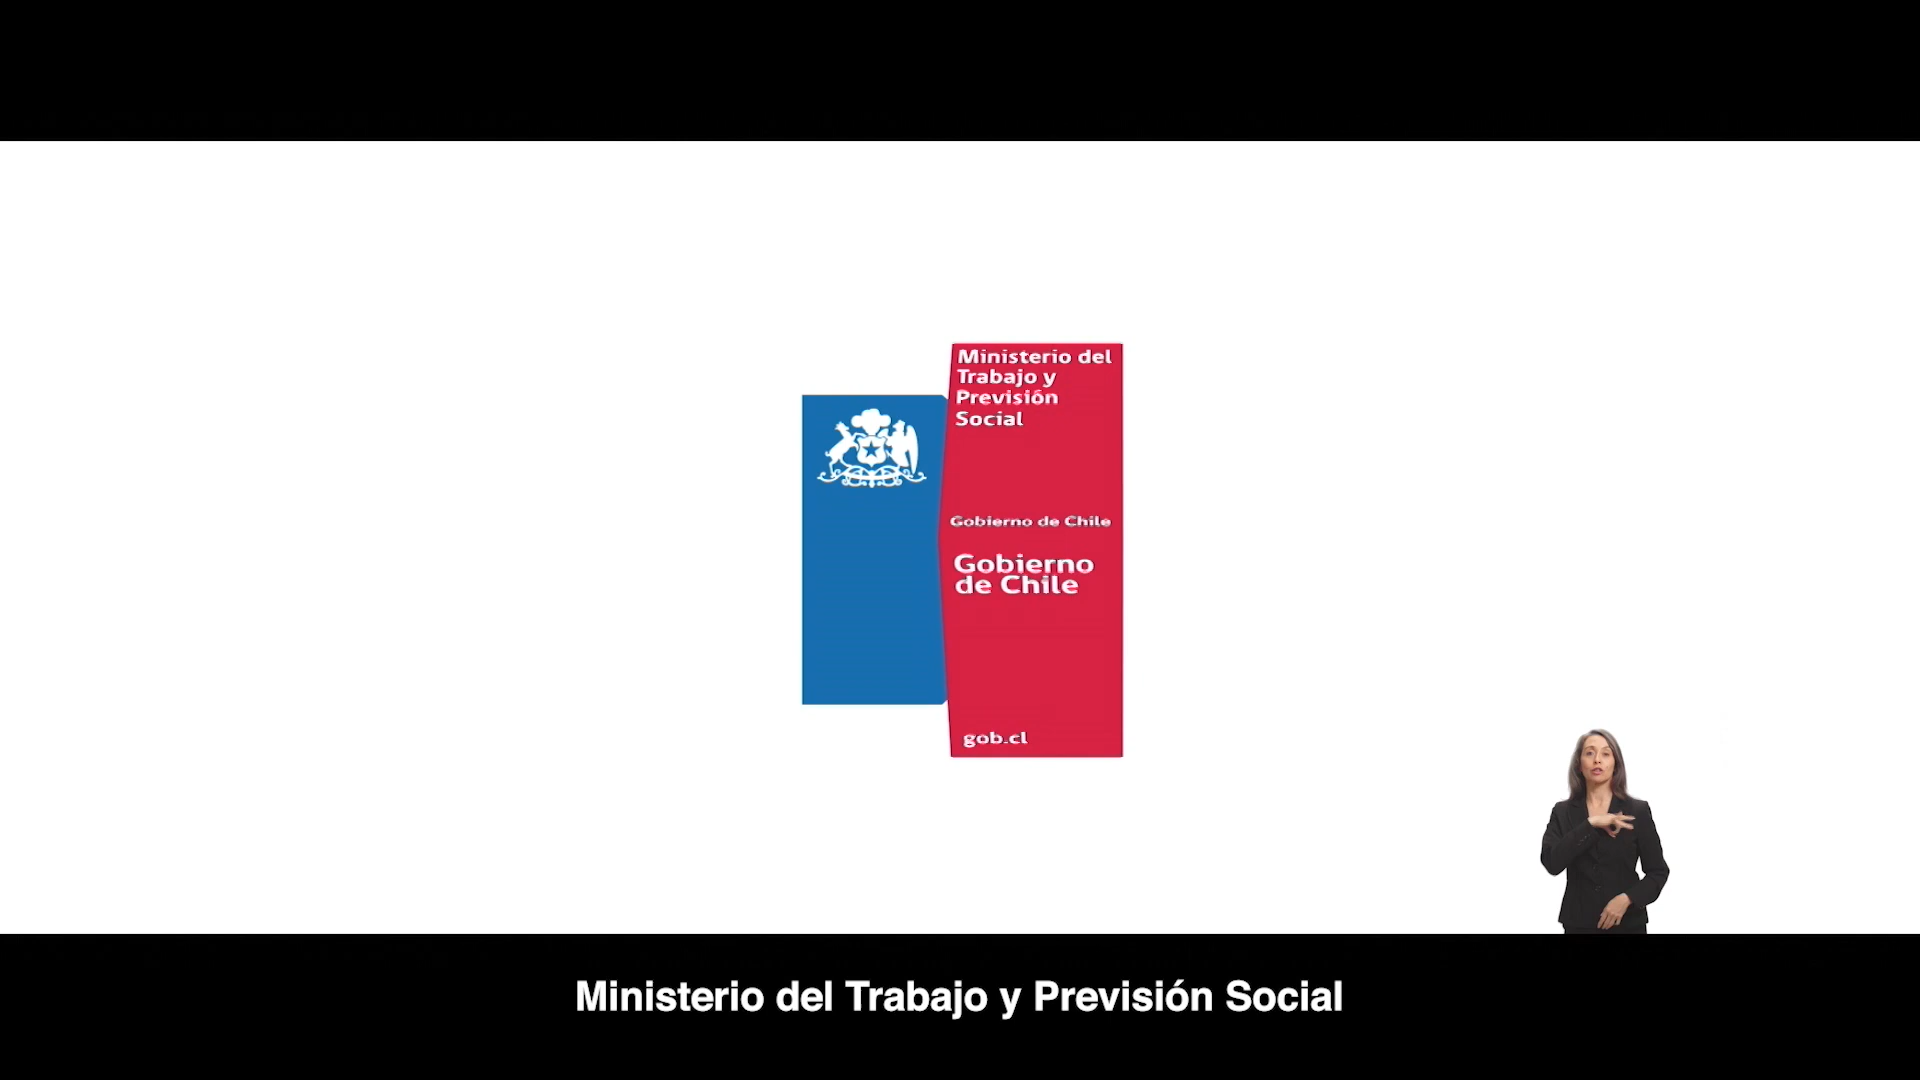 Ministerio del
Trabajo y
Previsión
Social
Gobierno de Chile
Gobierno
de Chile
gob.cl
Ministerio del Trabajo y Previsión Social